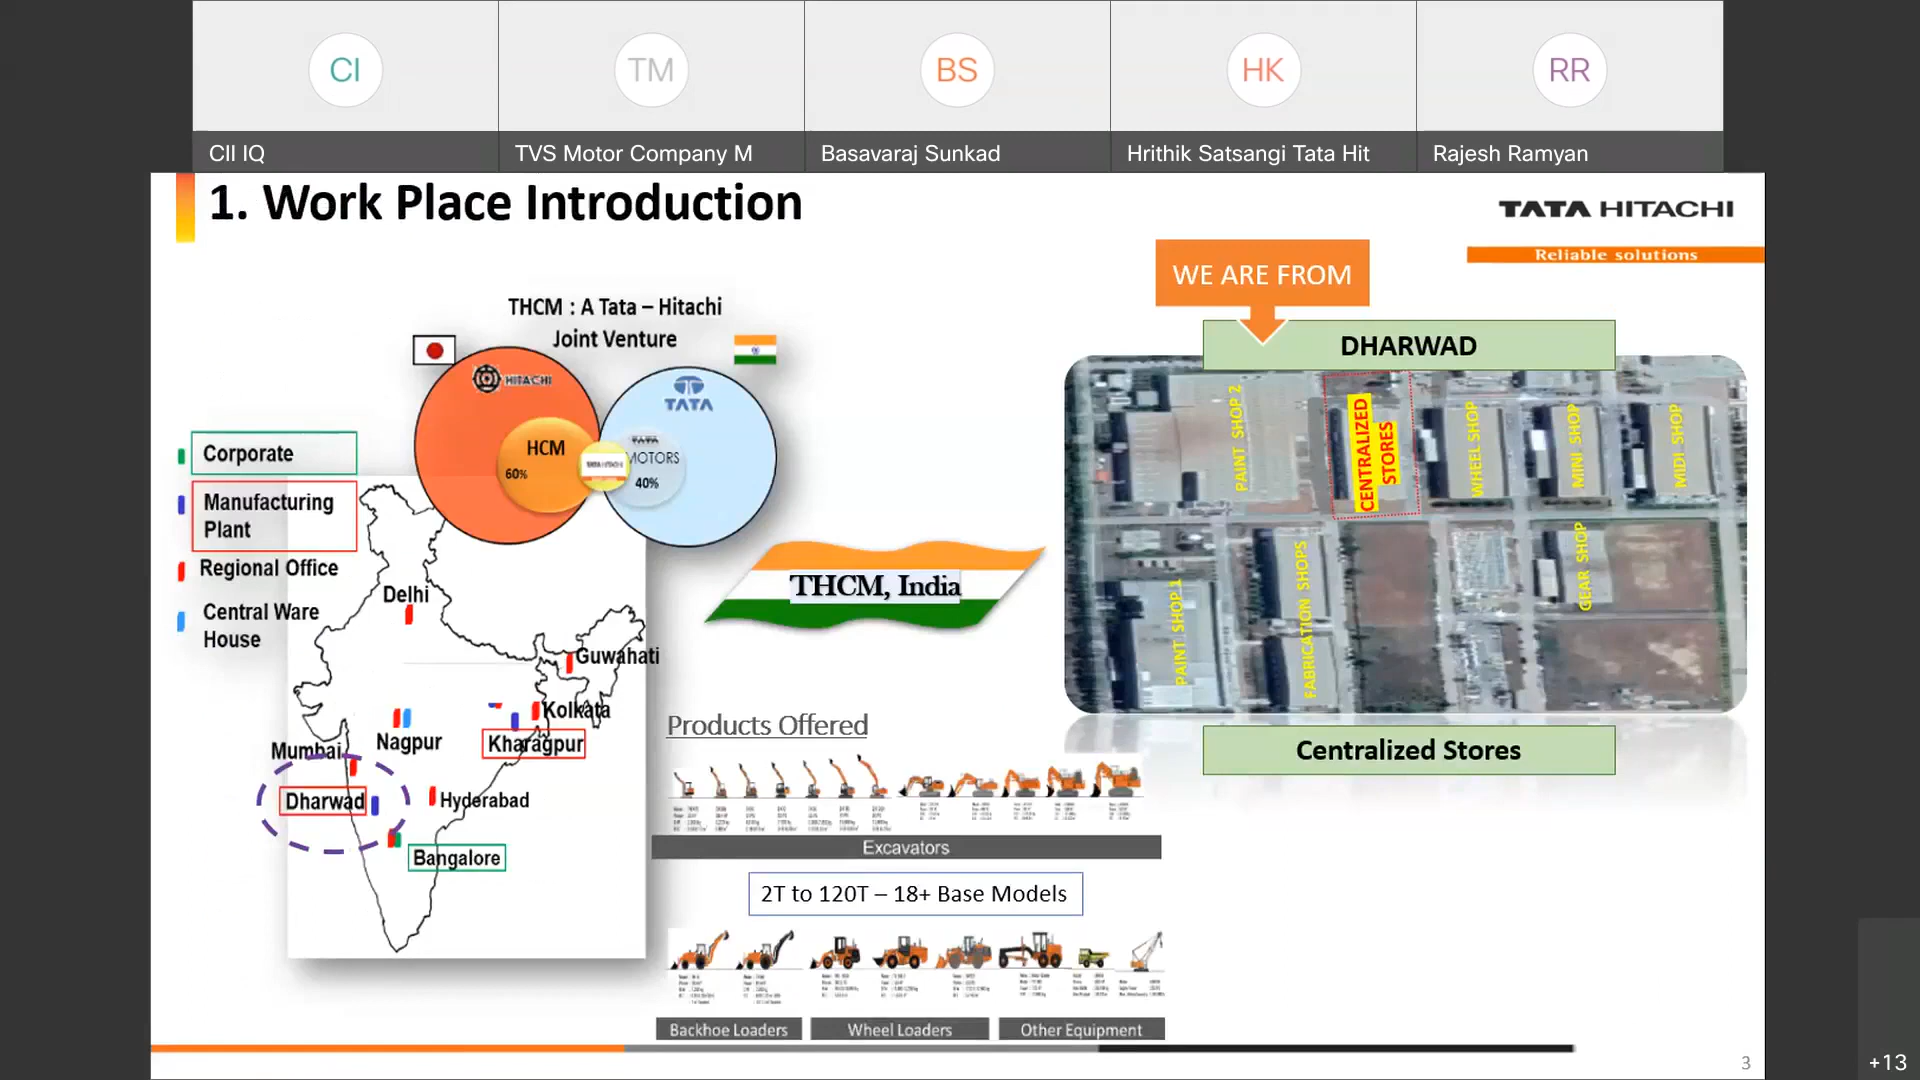 CI
TM
BS
HK
RR
CII IQ
TVS Motor Company M
Basavaraj Sunkad
Hrithik Satsangi Tata Hit
Rajesh Ramyan
1. Work Place Introduction
TATA HITACHI
Reliable solutions
WE ARE FROM
DHARWAD
THCM : A Tata – Hitachi
Joint Venture
HITACHI
TATA
HCM
60%
TATA HITACHI
TATA
MOTORS
40%
Corporate
Manufacturing
Plant
Regional Office
Central Ware
House
Delhi
Guwahati
Kolkata
Nagpur
Kharagpur
Mumbai
Dharwad
Hyderabad
Bangalore
THCM, India
PAINT SHOP 2
CENTRALIZED
STORES
WHEEL SHOP
MINI SHOP
MIDI SHOP
PAINT SHOP 1
FABRICATION SHOPS
GEAR SHOP
Centralized Stores
Products Offered
Excavators
2T to 120T – 18+ Base Models
Backhoe Loaders
Wheel Loaders
Other Equipment
3
+13